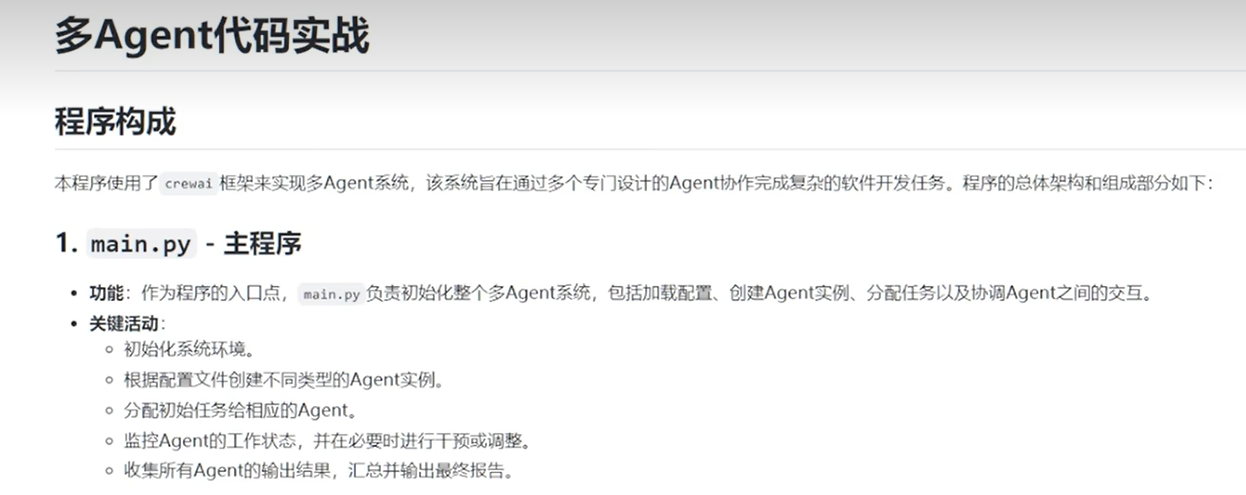 多Agent代码实战
程序构成
本程序使用了 crewai 框架来实现多Agent系统，该系统旨在通过多个专门设计的Agent协作完成复杂的软件开发任务。程序的总体架构和组成部分如下：
1. main.py - 主程序
• 功能：作为程序的入口点，main.py 负责初始化整个多Agent系统，包括加载配置、创建Agent实例、分配任务以及协调Agent之间的交互。
• 关键活动：
◦ 初始化系统环境。
◦ 根据配置文件创建不同类型的Agent实例。
◦ 分配初始任务给相应的Agent。
◦ 监控Agent的工作状态，并在必要时进行干预或调整。
◦ 收集所有Agent的输出结果，汇总并输出最终报告。